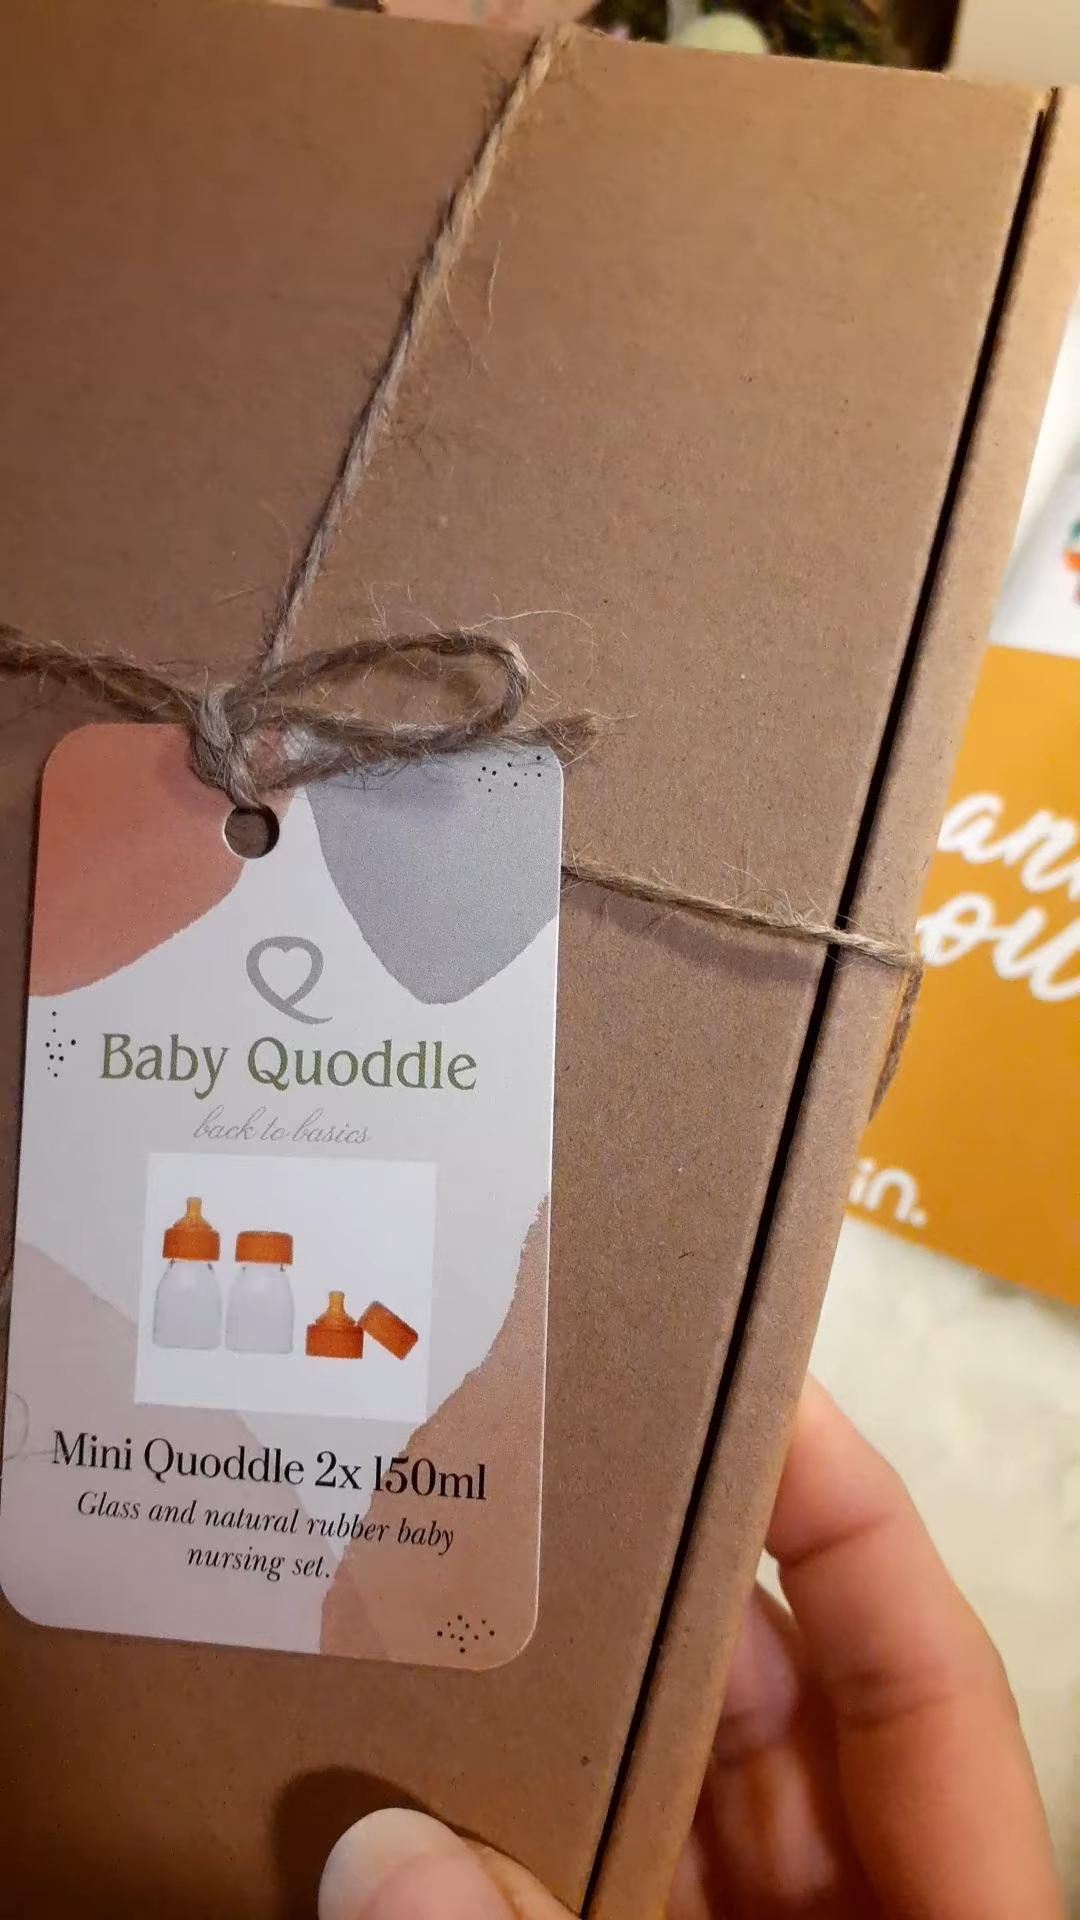 Baby Quoddle
back to basics
Mini Quoddle 2x 150ml
Glass and natural rubber baby
nursing set.